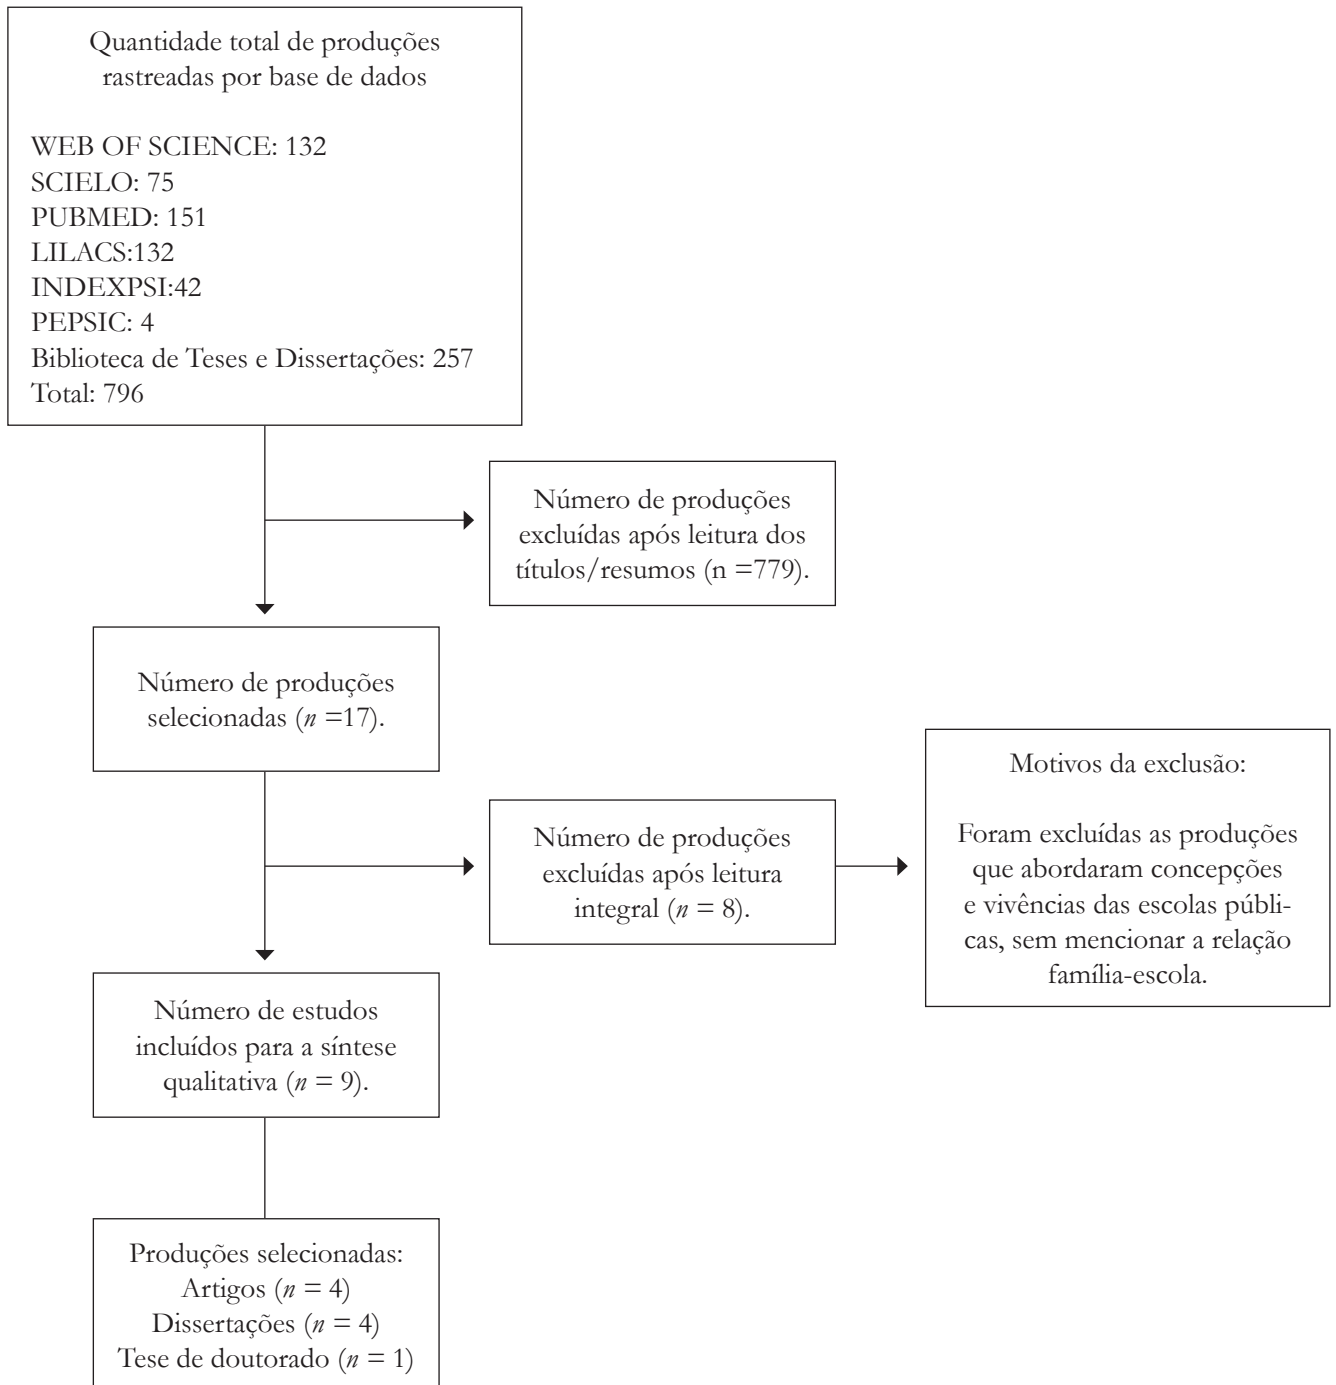 Quantidade total de produções
rastreadas por base de dados
WEB OF SCIENCE: 132
SCIELO: 75
PUBMED: 151
LILACS:132
INDEXPSI:42
PEPSIC: 4
Biblioteca de Teses e Dissertações: 257
Total: 796
Número de produções
excluídas após leitura dos
títulos/resumos (n =779).
Número de produções
selecionadas (n =17).
Número de produções
excluídas após leitura
integral (n = 8).
Motivos da exclusão:
Foram excluídas as produções
que abordaram concepções
e vivências das escolas públi-
cas, sem mencionar a relação
família-escola.
Número de estudos
incluídos para a síntese
qualitativa (n = 9).
Produções selecionadas:
Artigos (n = 4)
Dissertações (n = 4)
Tese de doutorado (n = 1)